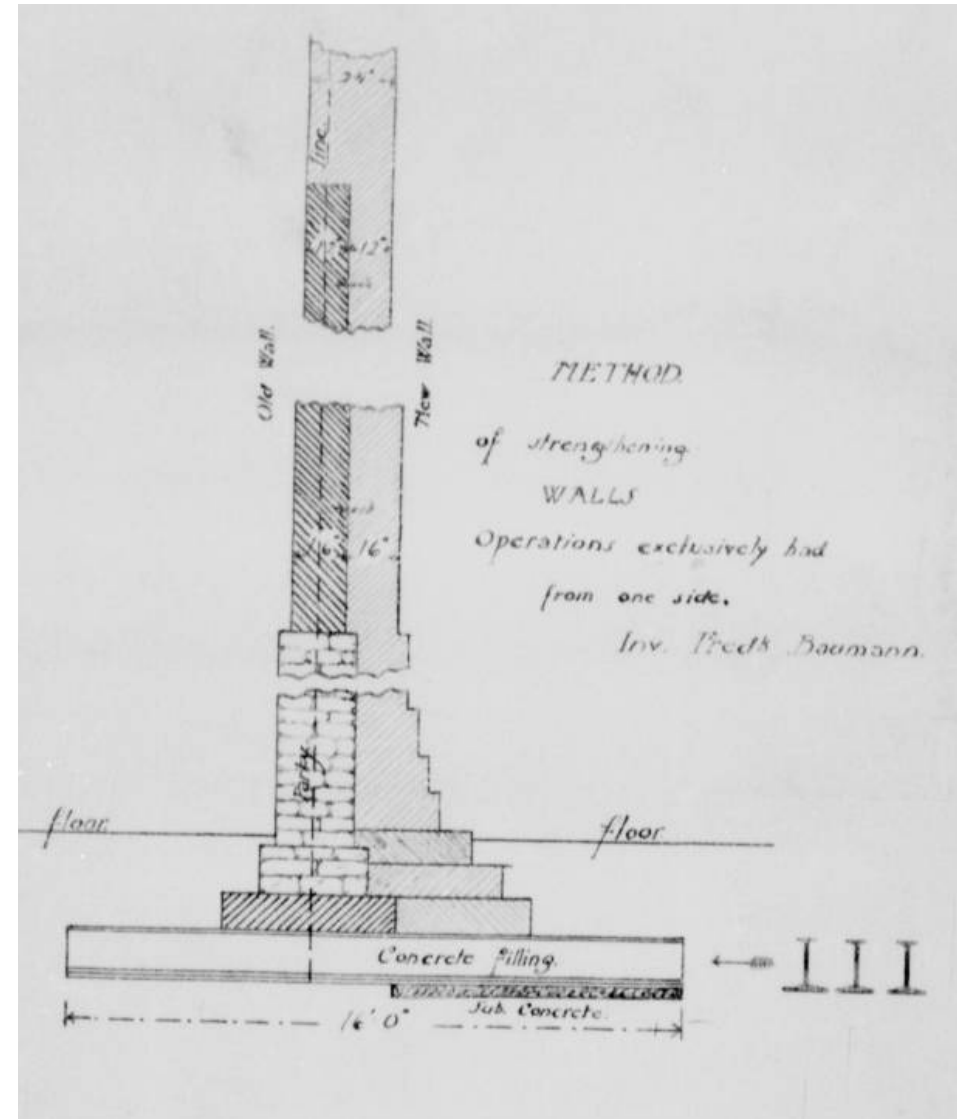 24"
line
12" 12"
Old Wall.
New Wall.
METHOD.
of strengthening
WALLS
Operations exclusively had
from one side.
Inv. Fred'k Baumann.
16" 16"
Party
floor.
floor
Concrete filling.
Sub. Concrete.
16' 0"